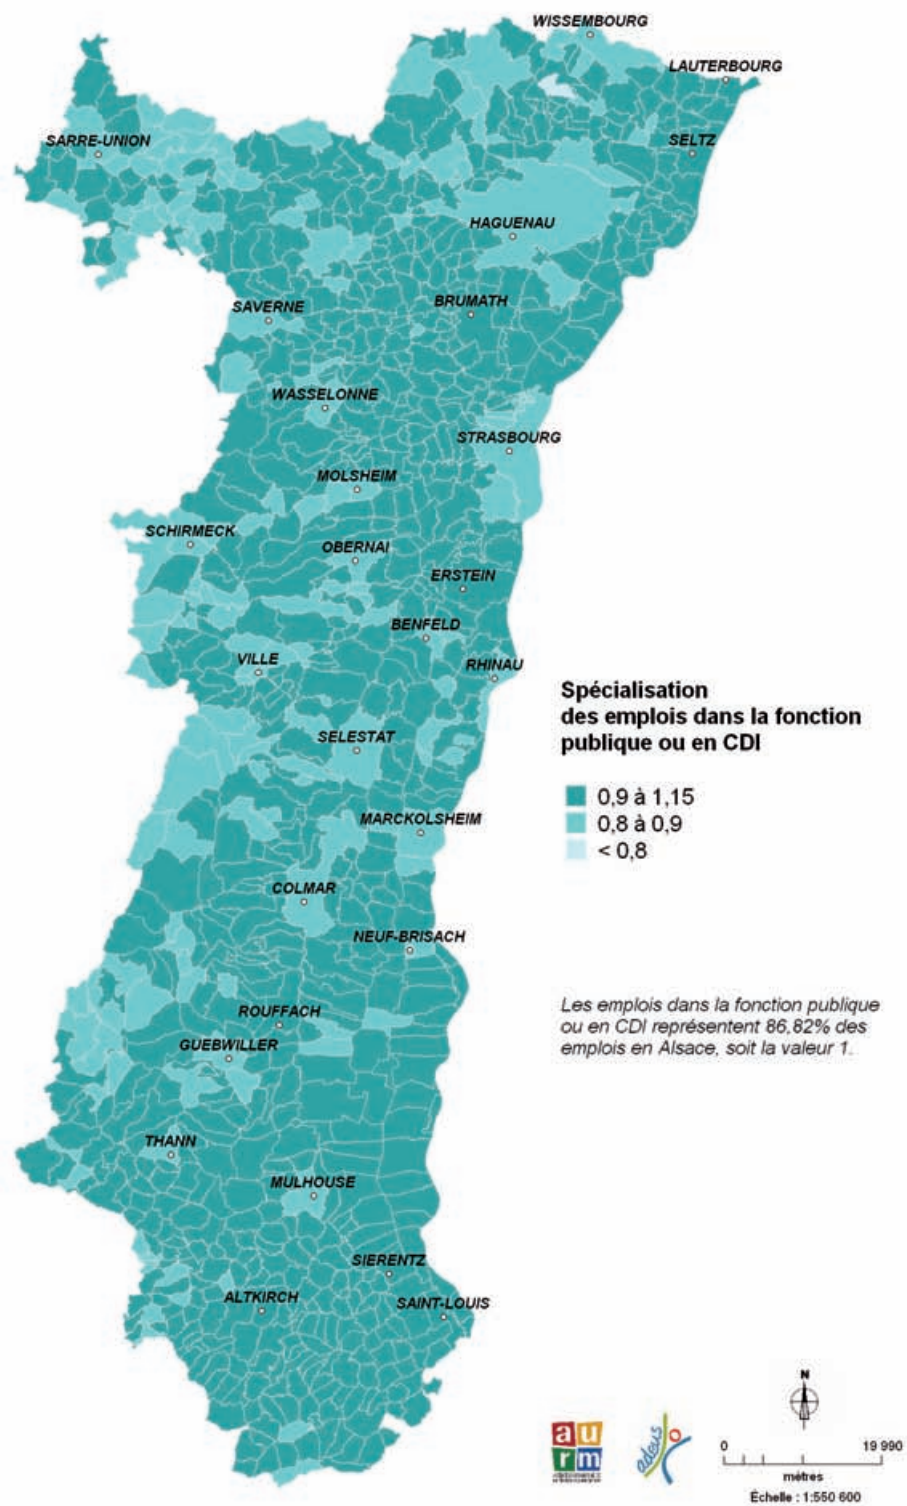 WISSEMBOURG
LAUTERBOURG
SARRE-UNION
SELTZ
HAGUENAU
SAVERNE
BRUMATH
WASSELONNE
STRASBOURG
MOLSHEIM
SCHIRMECK
OBERNAI
ERSTEIN
BENFELD
VILLE
RHINAU
SELESTAT
MARCKOLSHEIM
COLMAR
NEUF-BRISACH
ROUFFACH
GUEBWILLER
THANN
MULHOUSE
SIERENTZ
ALTKIRCH
SAINT-LOUIS
Spécialisation
des emplois dans la fonction
publique ou en CDI
0,9 à 1,15
0,8 à 0,9
< 0,8
Les emplois dans la fonction publique
ou en CDI représentent 86,82% des
emplois en Alsace, soit la valeur 1.
au
rm
adeus
N
0 19 990
mètres
Échelle : 1:550 600